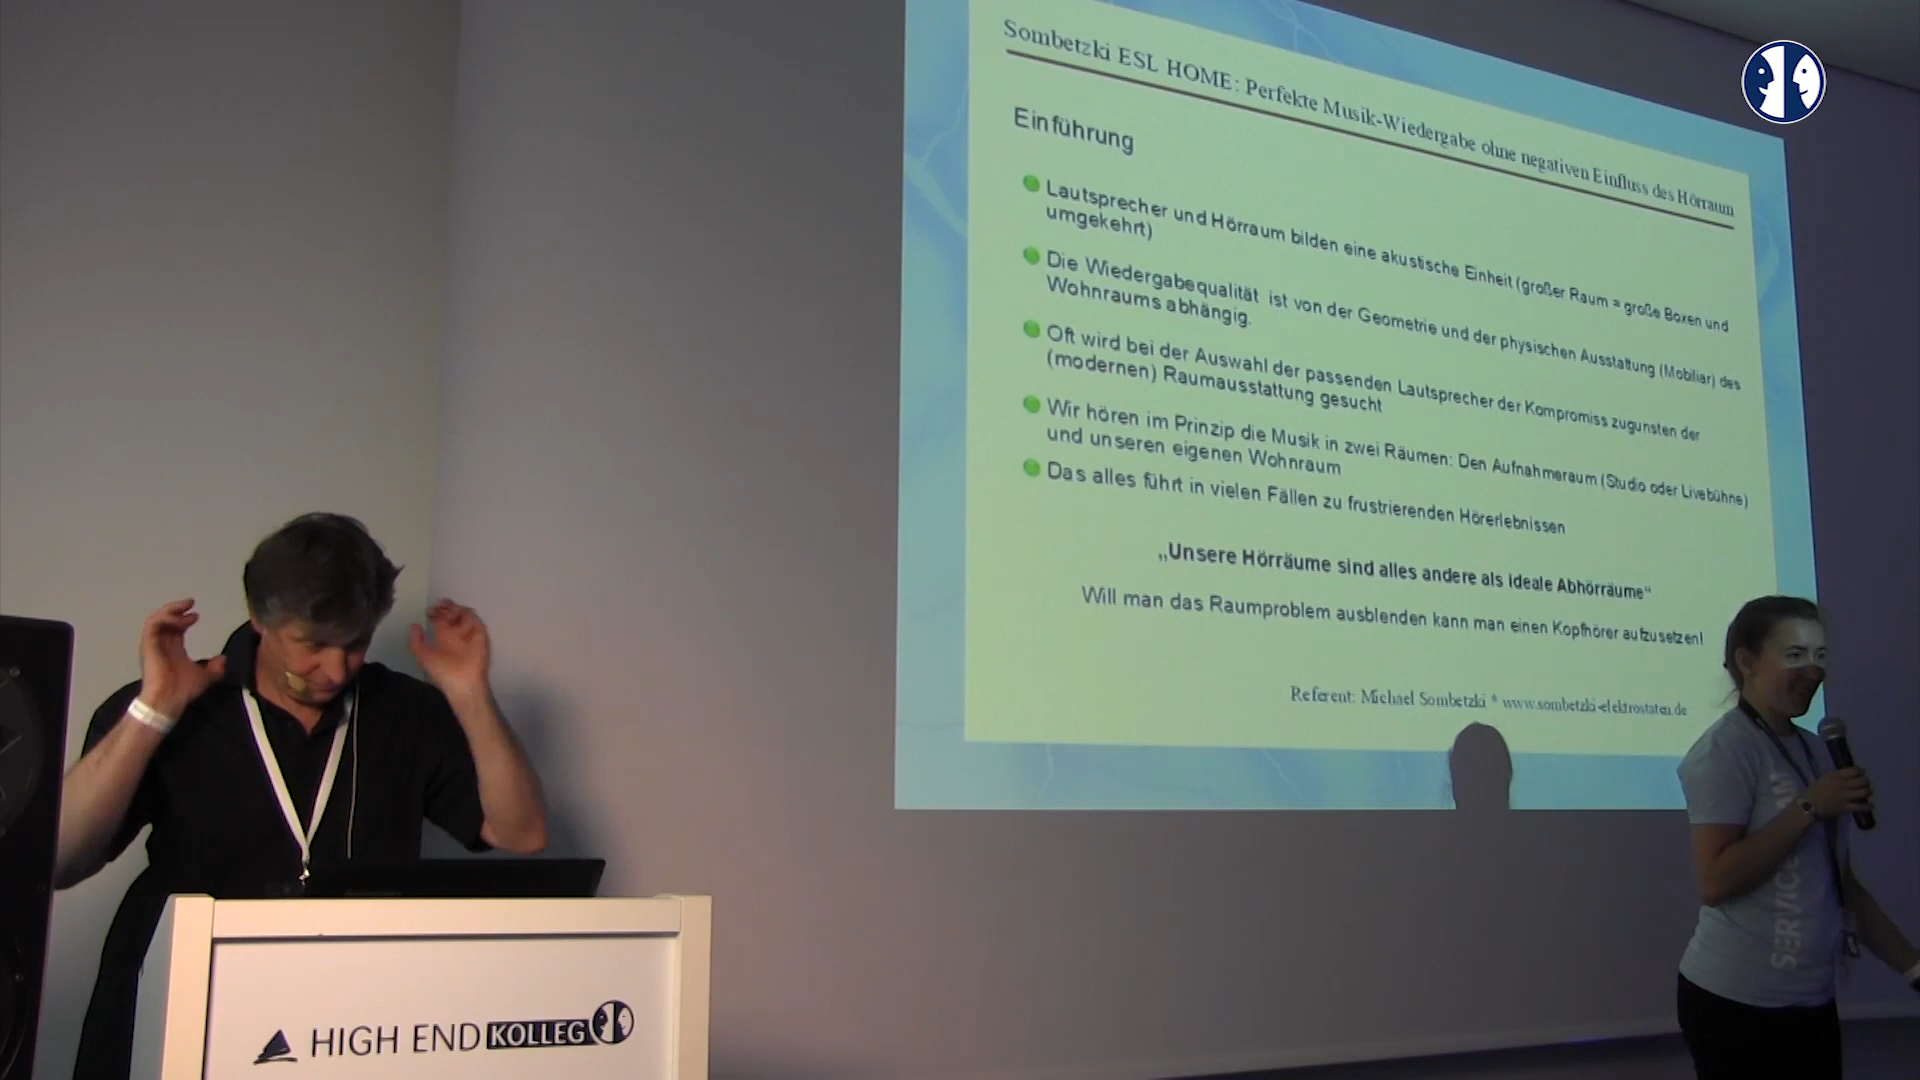 Sombetzki ESL HOME: Perfekte Musik-Wiedergabe ohne negativen Einfluss des Hörraum
Einführung
Lautsprecher und Hörraum bilden eine akustische Einheit (großer Raum = große Boxen und
umgekehrt)
Die Wiedergabequalität ist von der Geometrie und der physischen Ausstattung (Mobiliar) des
Wohnraums abhängig.
Oft wird bei der Auswahl der passenden Lautsprecher der Kompromiss zugunsten der
(modernen) Raumausstattung gesucht
Wir hören im Prinzip die Musik in zwei Räumen: Den Aufnahmeraum (Studio oder Livebühne)
und unseren eigenen Wohnraum
Das alles führt in vielen Fällen zu frustrierenden Hörerlebnissen
„Unsere Hörräume sind alles andere als ideale Abhörräume“
Will man das Raumproblem ausblenden kann man einen Kopfhörer aufzusetzen!
Referent: Michael Sombetzki * www.sombetzki-elektrostaten.de
HIGH END KOLLEG